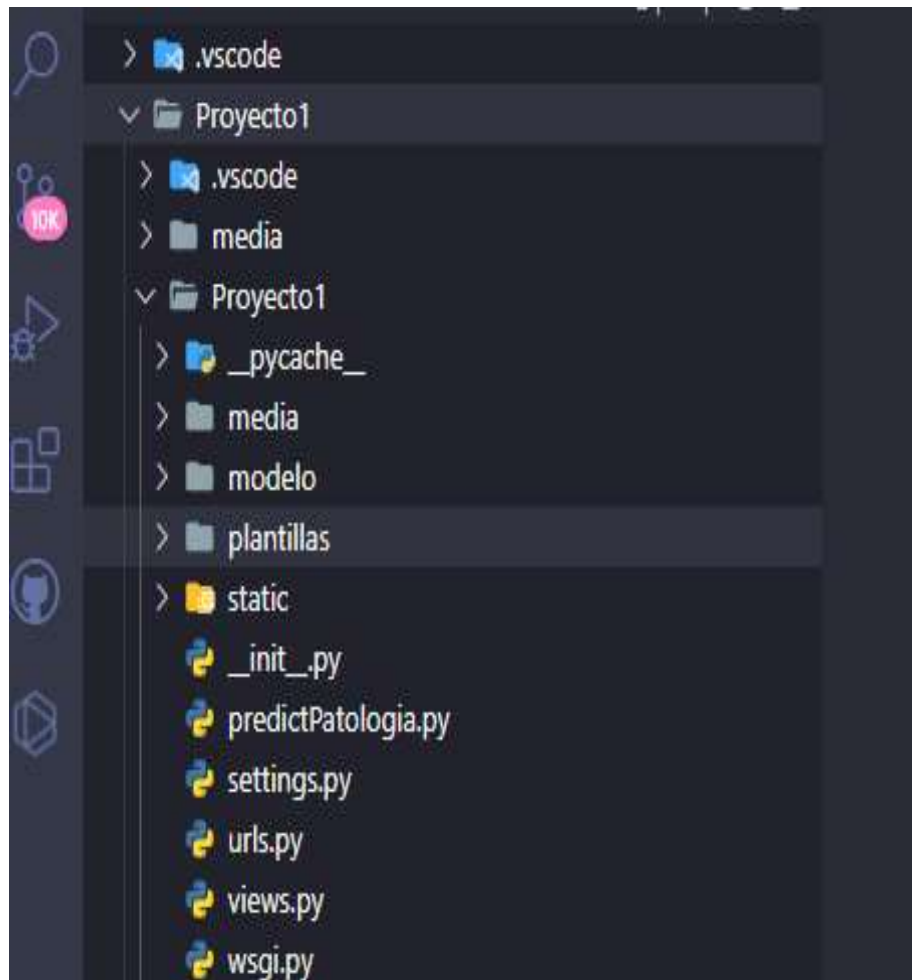 .vscode
Proyecto1
.vscode
media
10K
Proyecto1
__pycache__
media
modelo
plantillas
static
__init__.py
predictPatologia.py
settings.py
urls.py
views.py
wsgi.py